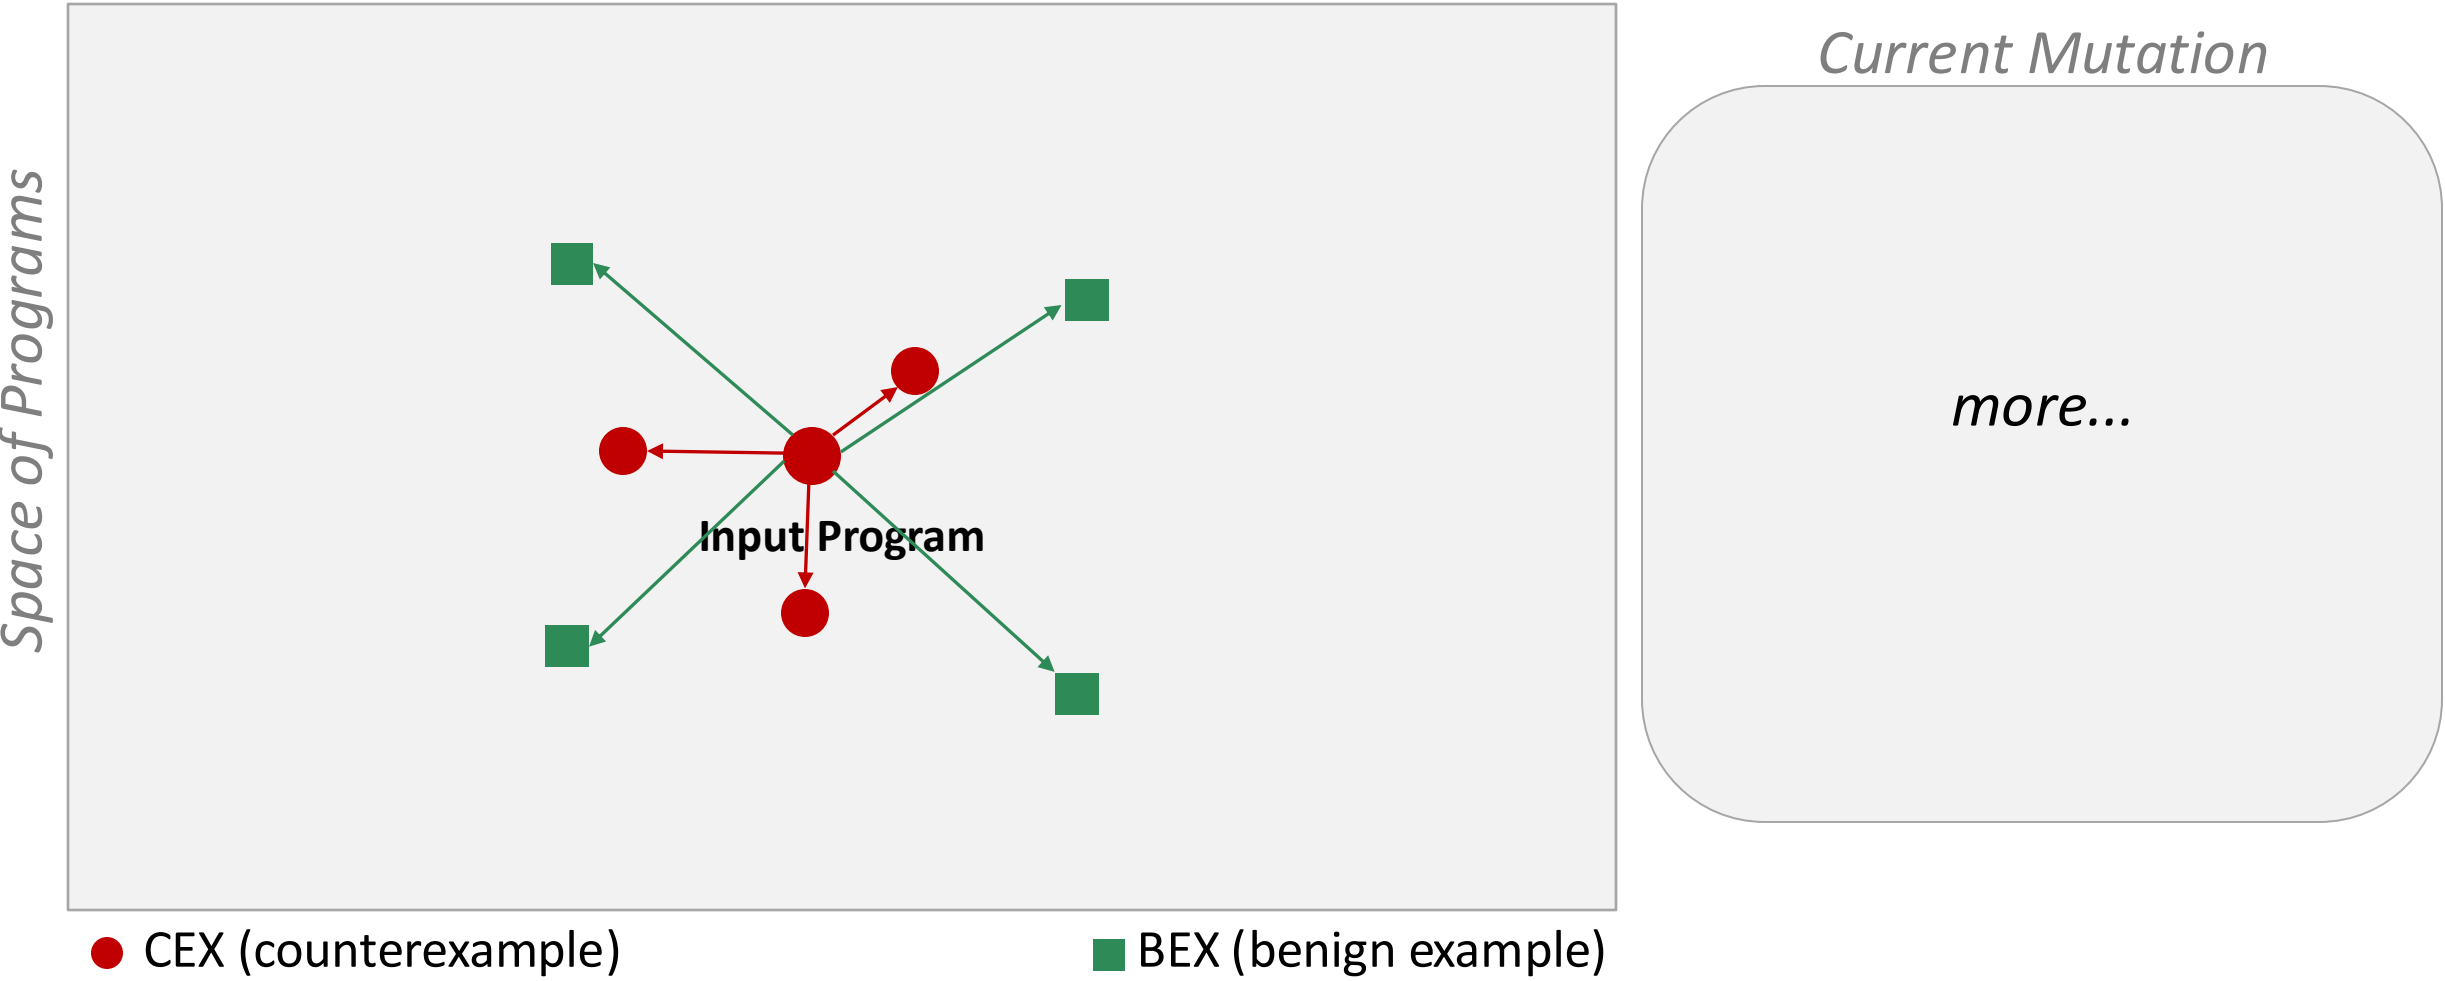 Space of Programs
Input Program
CEX (counterexample)
BEX (benign example)
Current Mutation
more...